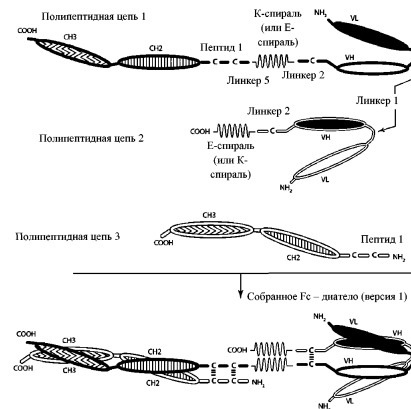 Полипептидная цепь 1
К-спираль
(или Е-
спираль)
NH2
VL
COOH
CH3
CH2
Пептид 1
VH
C C
C
Линкер 5
Линкер 2
Линкер 1
Линкер 2
Полипептидная цепь 2
COOH
C
VH
Е-спираль
(или К-
спираль)
VL
NH2
CH3
Полипептидная цепь 3
Пептид 1
COOH
CH2
C C NH2
Собранное Fc – диатело (версия 1)
NH2
VL
COOH
CH3
CH2
COOH
C
VH
C C
C
COOH
CH3
C C NH2
CH2
VH
VL
NH2